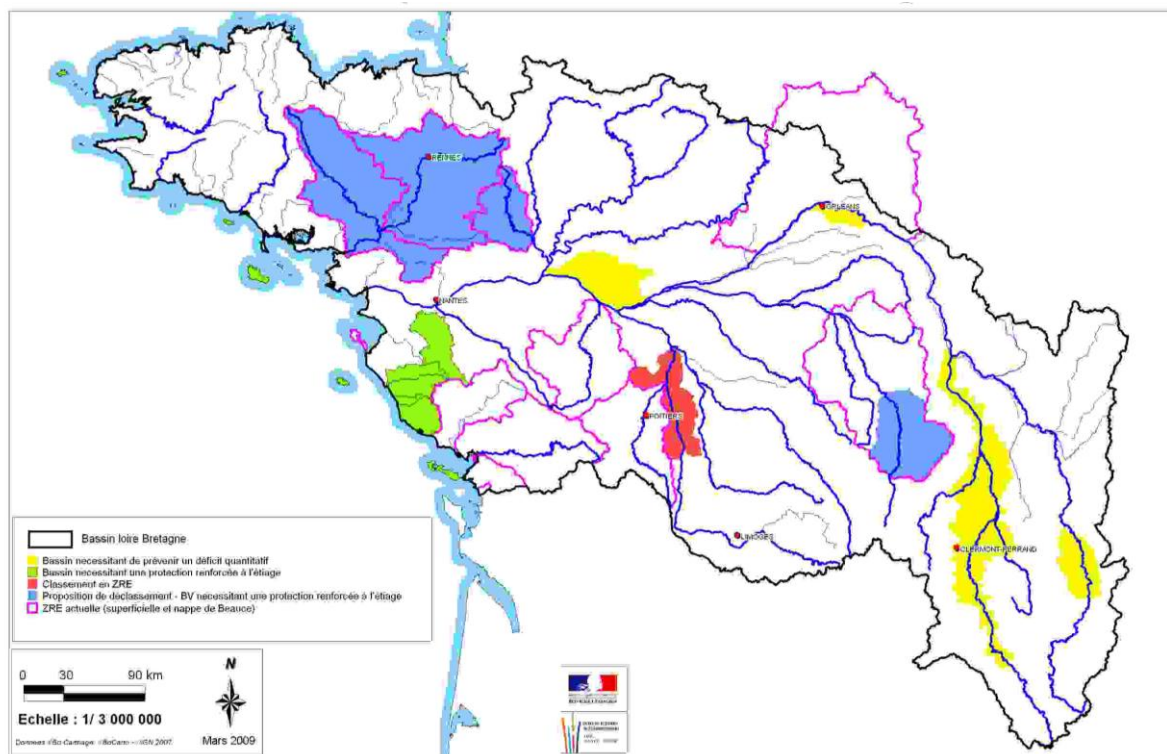 RENNES
ORLEANS
NANTES
POITIERS
LIMOGES
CLERMONT-FERRAND
Bassin loire Bretagne
Bassin necessitant de prévenir un déficit quantitatif
Bassin necessitant une protection renforcée à l'étiage
Classement en ZRE
Proposition de déclassement - BV nécessitant une protection renforcée à l'étiage
ZRE actuelle (superficielle et nappe de Beauce)
0 30 90 km
N
Echelle : 1/ 3 000 000
Mars 2009